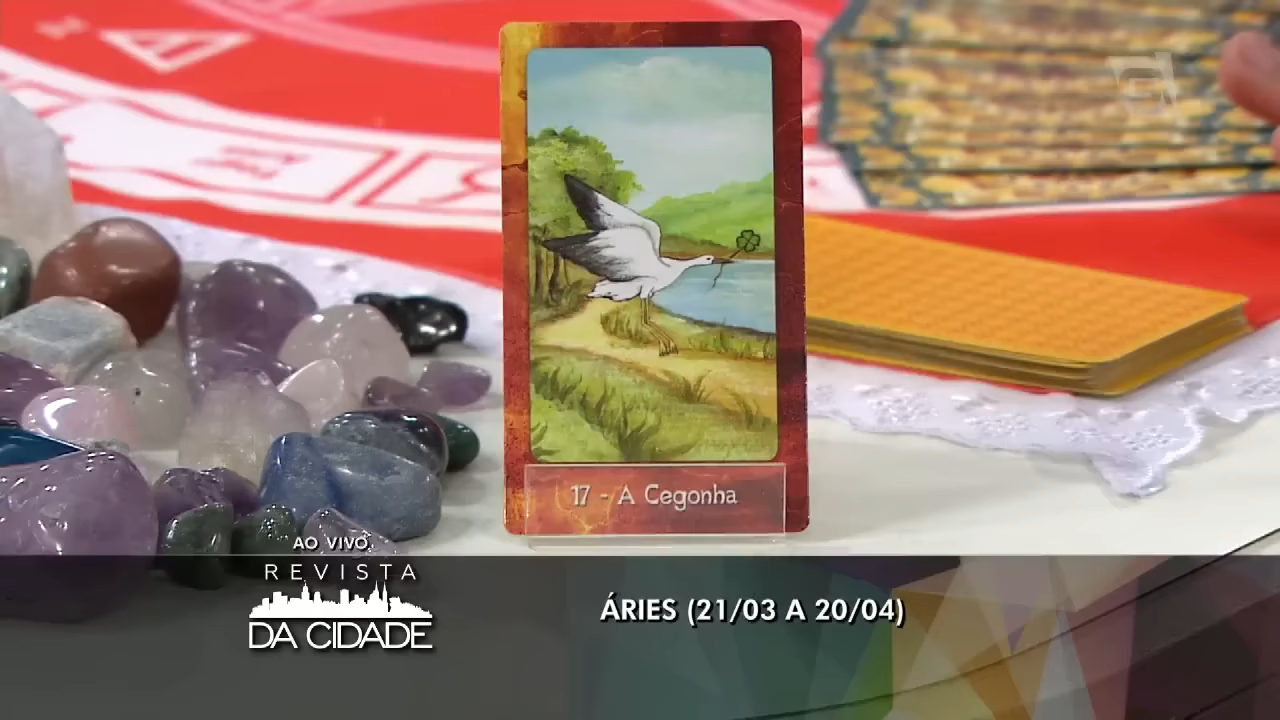 17 - A Cegonha
AO VIVO
REVISTA
DA CIDADE
ÁRIES (21/03 A 20/04)